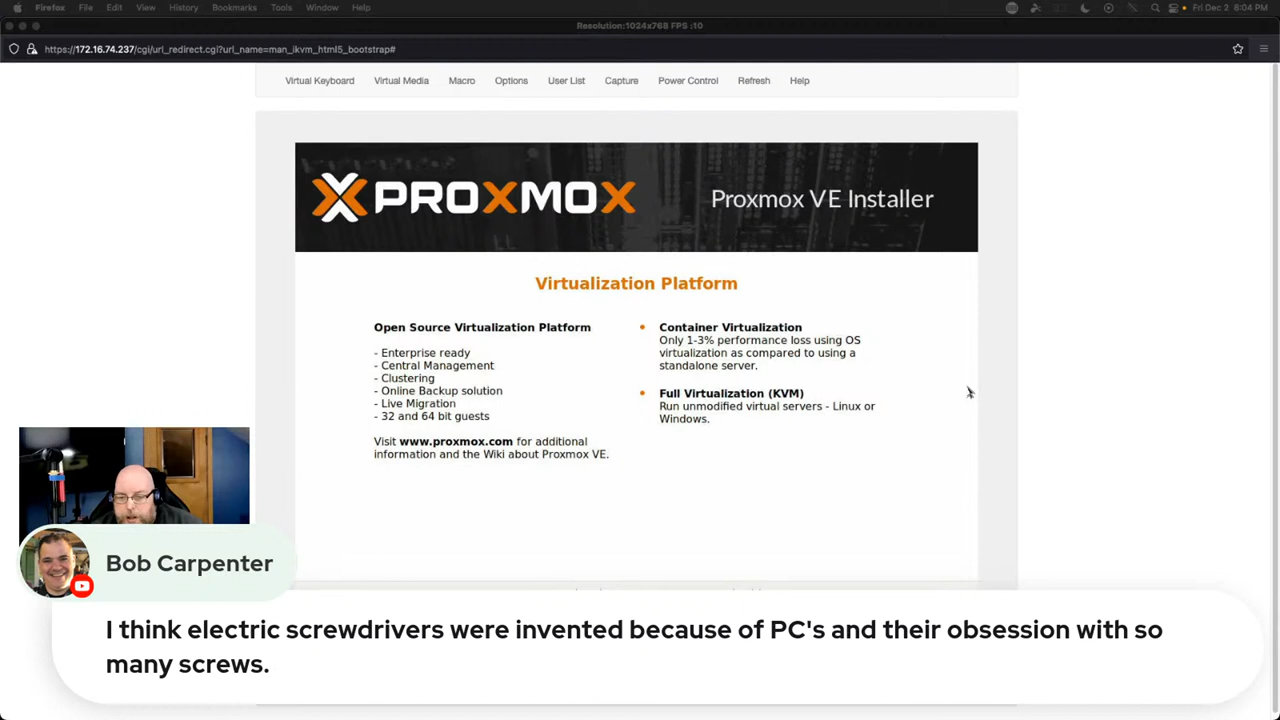 Firefox File Edit View History Bookmarks Tools Window Help Fri Dec 2 8:04 PM
Resolution:1024x768 FPS :10
https://172.16.74.237/cgi/url_redirect.cgi?url_name=man_ikvm_html5_bootstrap#
Virtual Keyboard Virtual Media Macro Options User List Capture Power Control Refresh Help
PROXMOX Proxmox VE Installer
Virtualization Platform
Open Source Virtualization Platform
- Enterprise ready
- Central Management
- Clustering
- Online Backup solution
- Live Migration
- 32 and 64 bit guests
Visit www.proxmox.com for additional
information and the Wiki about Proxmox VE.
• Container Virtualization
Only 1-3% performance loss using OS
virtualization as compared to using a
standalone server.
• Full Virtualization (KVM)
Run unmodified virtual servers - Linux or
Windows.
Bob Carpenter
I think electric screwdrivers were invented because of PC's and their obsession with so
many screws.